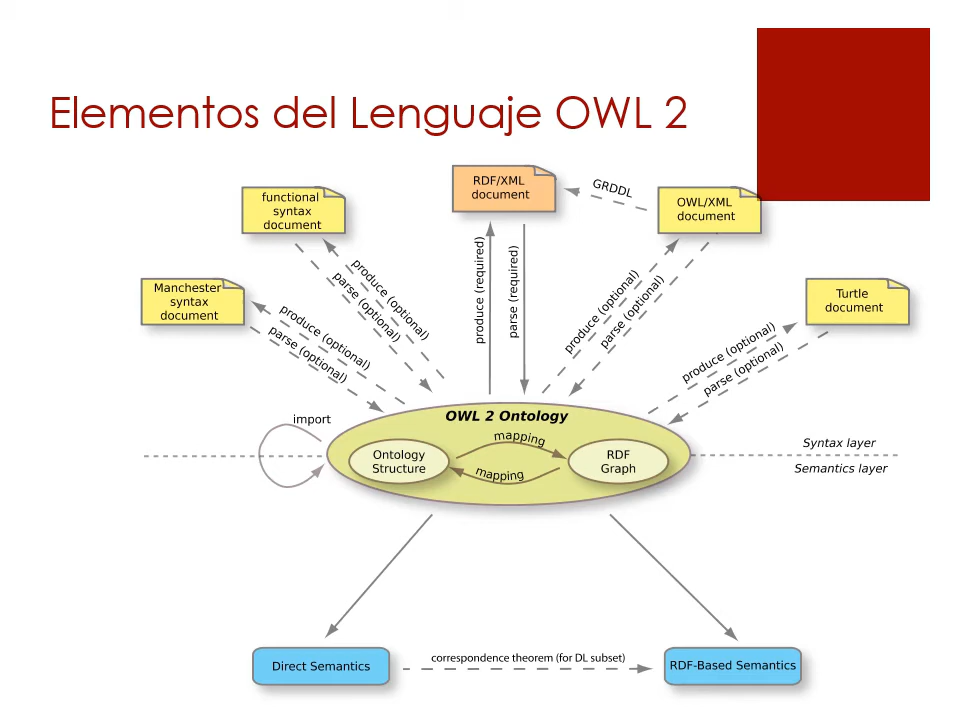 Elementos del Lenguaje OWL 2
RDF/XML
document
GRDDL
functional
syntax
document
OWL/XML
document
Manchester
syntax
document
Turtle
document
produce (optional)
parse (optional)
produce (optional)
parse (optional)
produce (required)
parse (required)
produce (optional)
parse (optional)
produce (optional)
parse (optional)
import
OWL 2 Ontology
mapping
Ontology
Structure
RDF
Graph
mapping
Syntax layer
Semantics layer
Direct Semantics
correspondence theorem (for DL subset)
RDF-Based Semantics